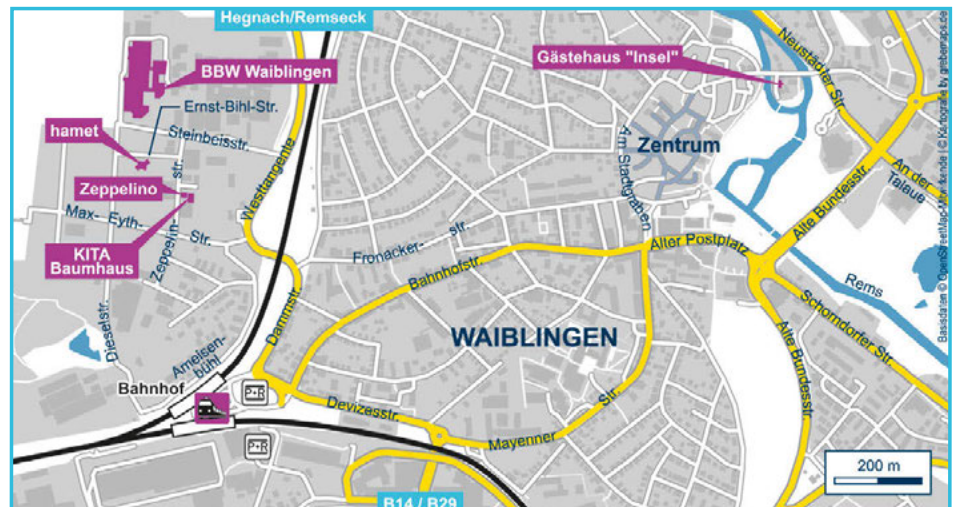 Hegnach/Remseck
BBW Waiblingen
Ernst-Bihl-Str.
hamet
Steinbeisstr.
Zeppelino
Zeppelin-
str.
Max- Eyth- Str.
KITA
Baumhaus
Dieselstr.
Westtangente
Gästehaus "Insel"
Neustädter Str.
Zentrum
Am Stadtgraben
An der
Talaue
Alte Bundesstr.
Fronacker- str.
Bahnhofstr.
Alter Postplatz
Rems
Dammstr.
WAIBLINGEN
Schorndorfer Str.
Alte Bundesstr.
Ameisen-
bühl
Bahnhof
P+R
P+R
Devizesstr.
Mayenner Str.
200 m
B14 / B29
Basisdaten © OpenStreetMap-Mitwirkende | © Kartografie by grebemaps.de